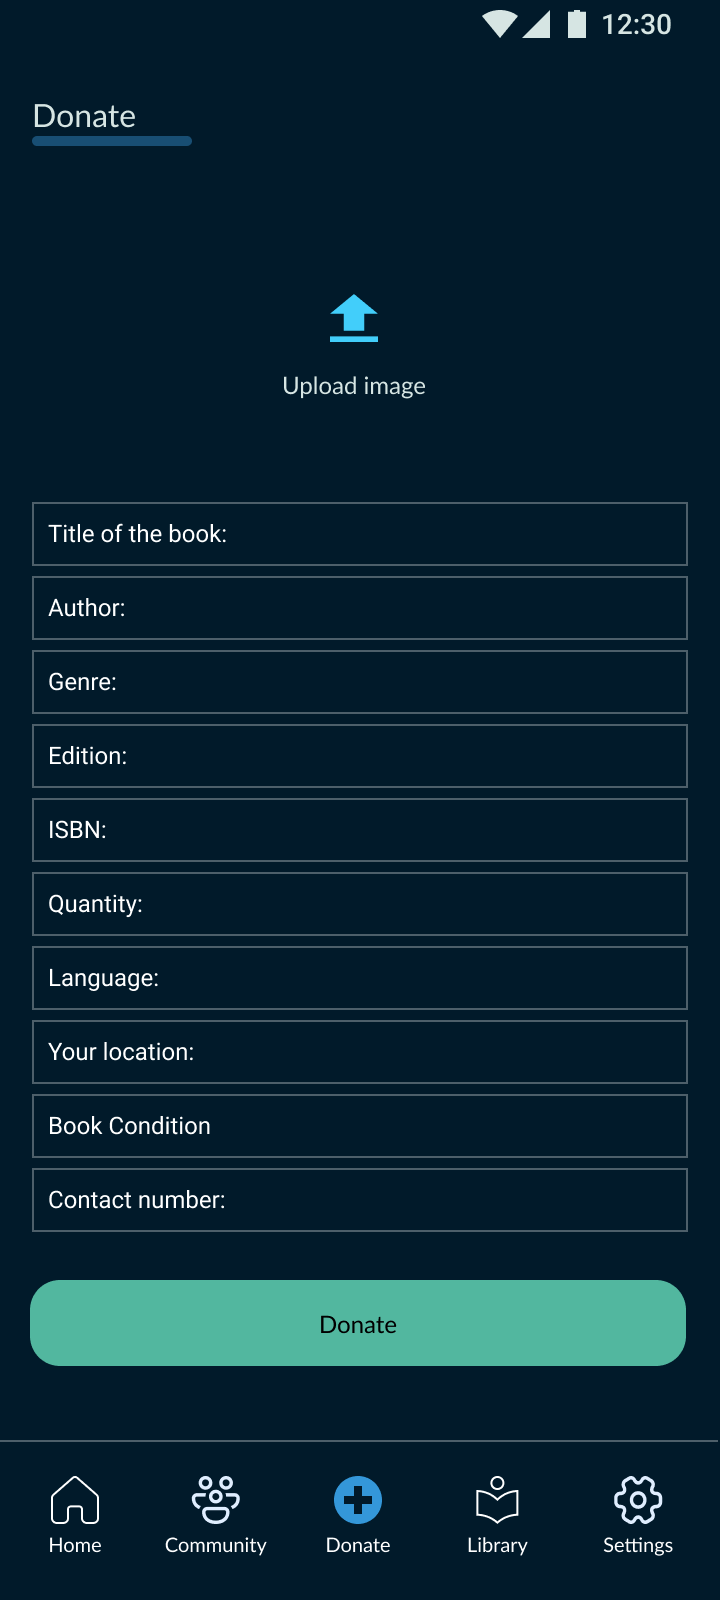 12:30
Donate
Upload image
Title of the book:
Author:
Genre:
Edition:
ISBN:
Quantity:
Language:
Your location:
Book Condition
Contact number:
Donate
Home
Community
Donate
Library
Settings